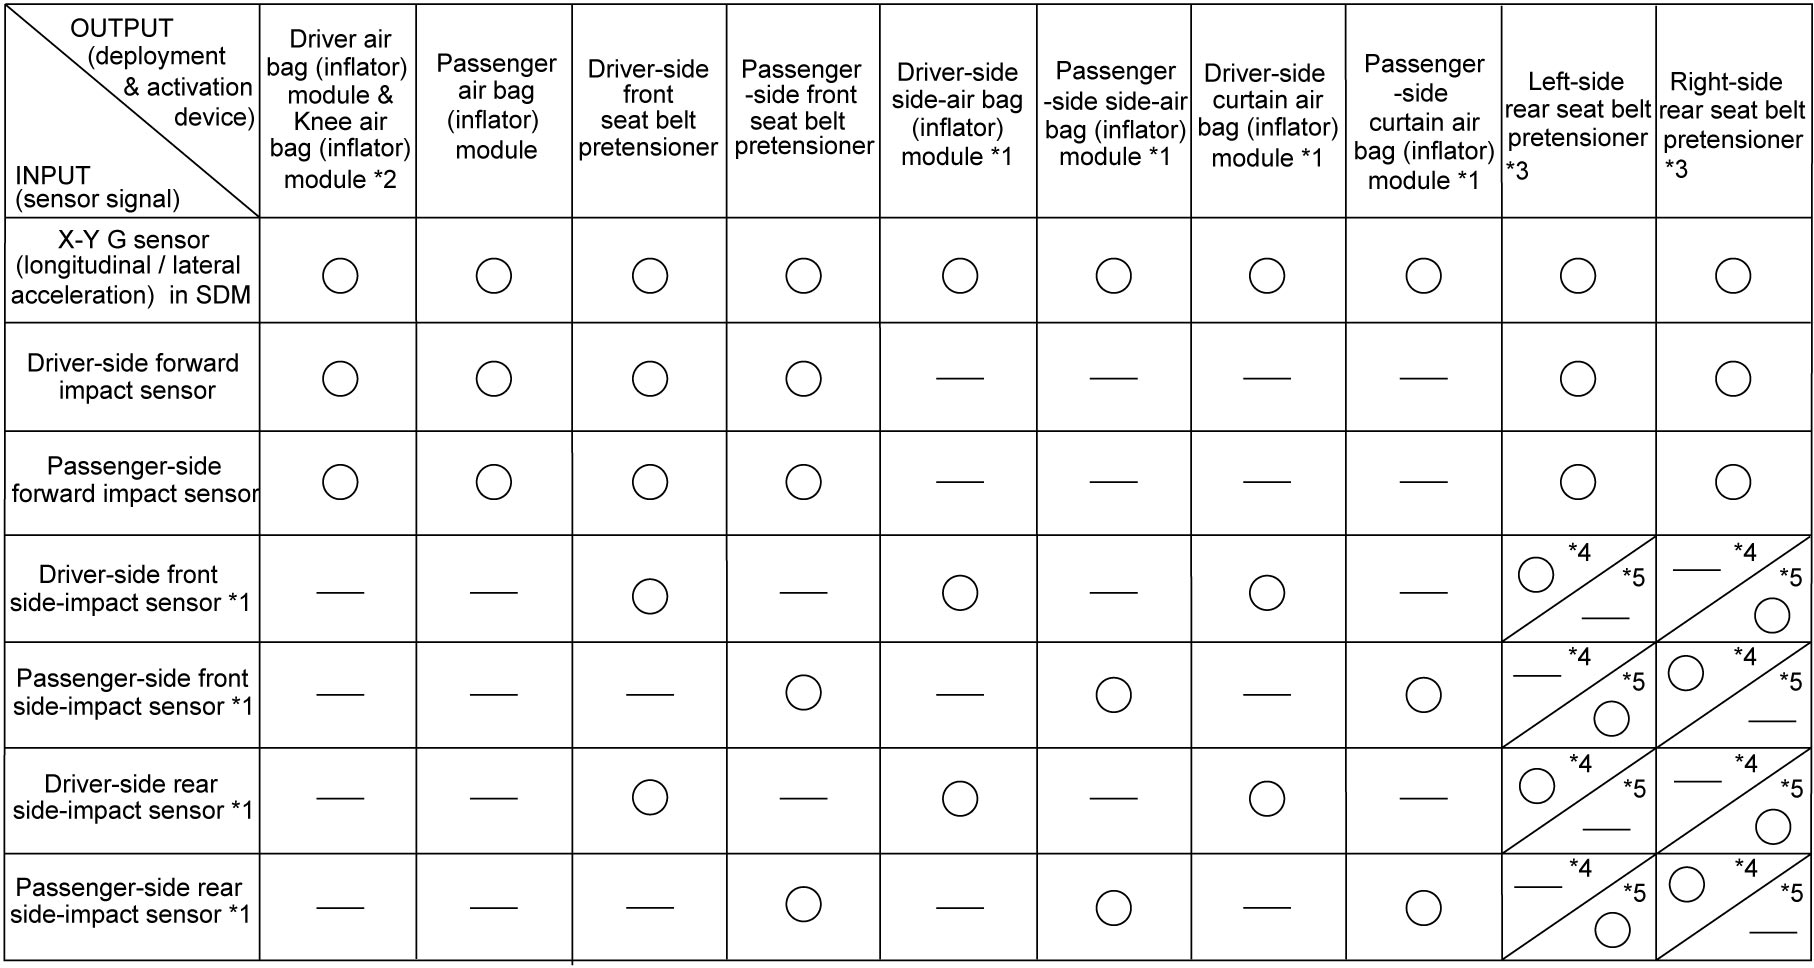 OUTPUT
(deployment
& activation
device)
INPUT
(sensor signal)
Driver air
bag (inflator)
module &
Knee air
bag (inflator)
module *2
Passenger
air bag
(inflator)
module
Driver-side
front
seat belt
pretensioner
Passenger
-side front
seat belt
pretensioner
Driver-side
side-air bag
(inflator)
module *1
Passenger
-side side-air
bag (inflator)
module *1
Driver-side
curtain air
bag (inflator)
module *1
Passenger
-side
curtain air
bag (inflator)
module *1
Left-side
rear seat belt
pretensioner
*3
Right-side
rear seat belt
pretensioner
*3
X-Y G sensor
(longitudinal / lateral
acceleration) in SDM
Driver-side forward
impact sensor
Passenger-side
forward impact sensor
Driver-side front
side-impact sensor *1
*4
*5
*4
*5
Passenger-side front
side-impact sensor *1
*4
*5
*4
*5
Driver-side rear
side-impact sensor *1
*4
*5
*4
*5
Passenger-side rear
side-impact sensor *1
*4
*5
*4
*5